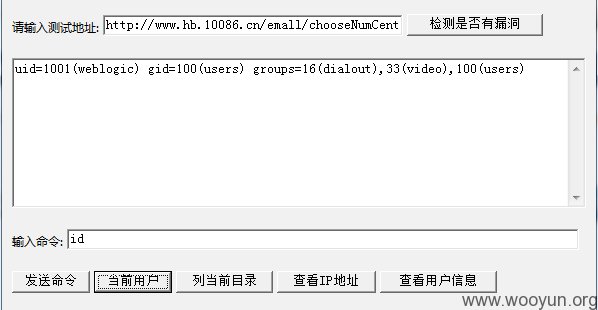 请输入测试地址: http://www.hb.10086.cn/emall/chooseNumCent 检测是否有漏洞
uid=1001(weblogic) gid=100(users) groups=16(dialout),33(video),100(users)
输入命令: id
发送命令 当前用户 列当前目录 查看IP地址 查看用户信息
www.wooyun.org